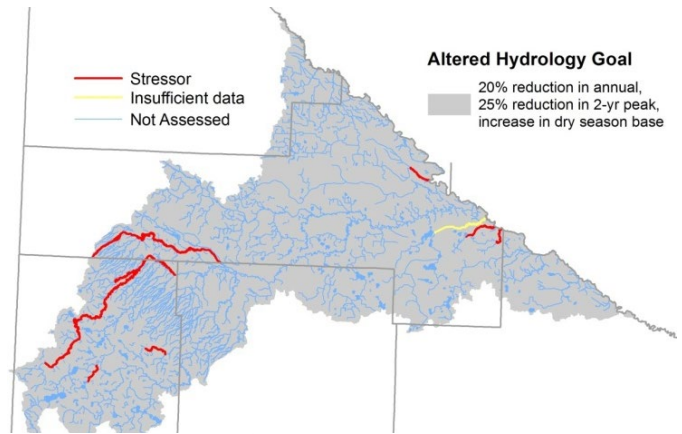 Stressor
Insufficient data
Not Assessed
Altered Hydrology Goal
20% reduction in annual,
25% reduction in 2-yr peak,
increase in dry season base